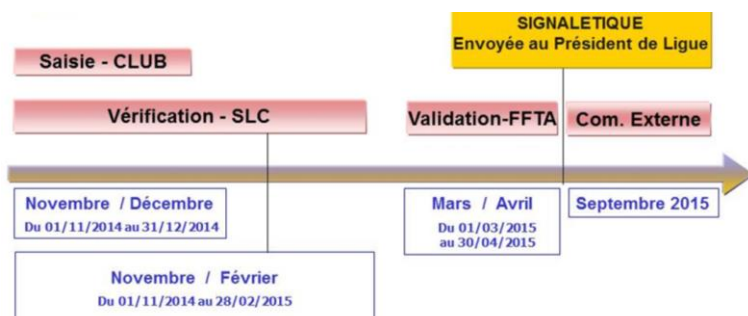 SIGNALETIQUE
Envoyée au Président de Ligue
Saisie - CLUB
Vérification - SLC
Validation-FFTA
Com. Externe
Novembre / Décembre
Du 01/11/2014 au 31/12/2014
Mars / Avril
Du 01/03/2015
au 30/04/2015
Septembre 2015
Novembre / Février
Du 01/11/2014 au 28/02/2015